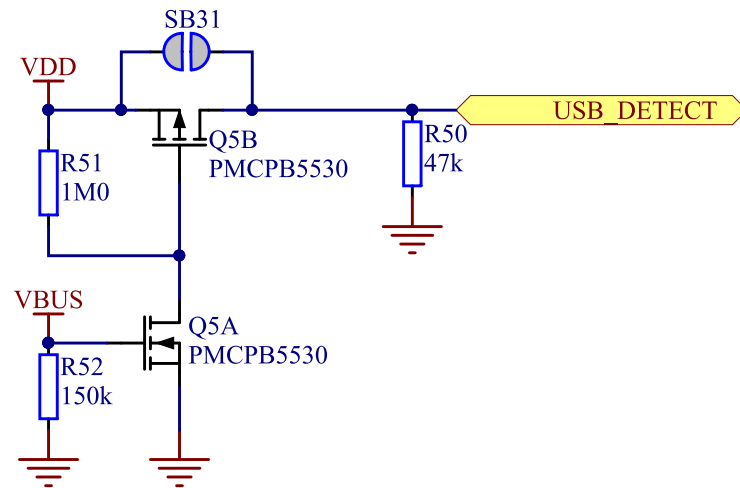 SB31
VDD
USB_DETECT
Q5B
PMCPB5530
R50
47k
R51
1M0
VBUS
Q5A
PMCPB5530
R52
150k